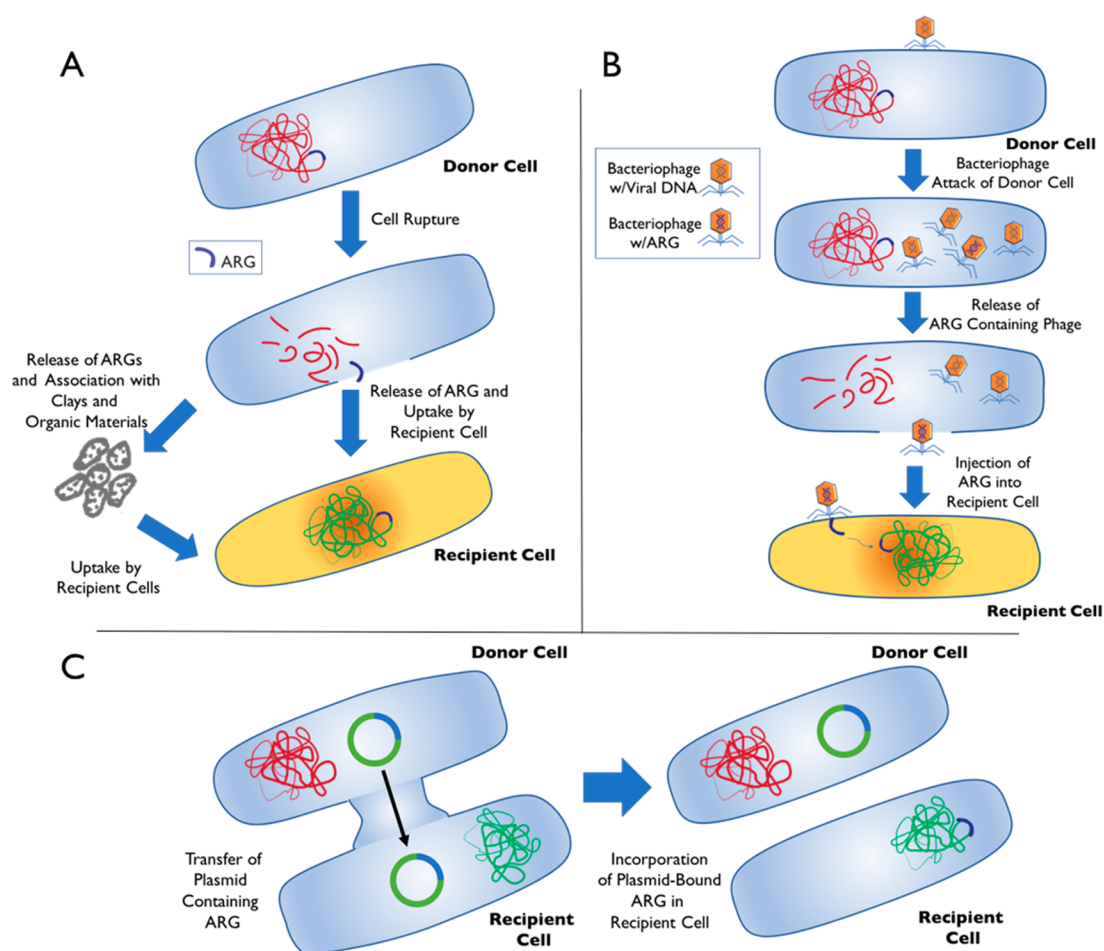 A
Donor Cell
Cell Rupture
ARG
Release of ARGs
and Association with
Clays and
Organic Materials
Release of ARG and
Uptake by
Recipient Cell
Recipient Cell
Uptake by
Recipient Cells
B
Donor Cell
Bacteriophage
Attack of Donor Cell
Bacteriophage
w/Viral DNA
Bacteriophage
w/ARG
Release of
ARG Containing Phage
Injection of
ARG into
Recipient Cell
Recipient Cell
C
Donor Cell
Transfer of
Plasmid
Containing
ARG
Recipient
Cell
Donor Cell
Incorporation
of Plasmid-Bound
ARG in
Recipient Cell
Recipient
Cell